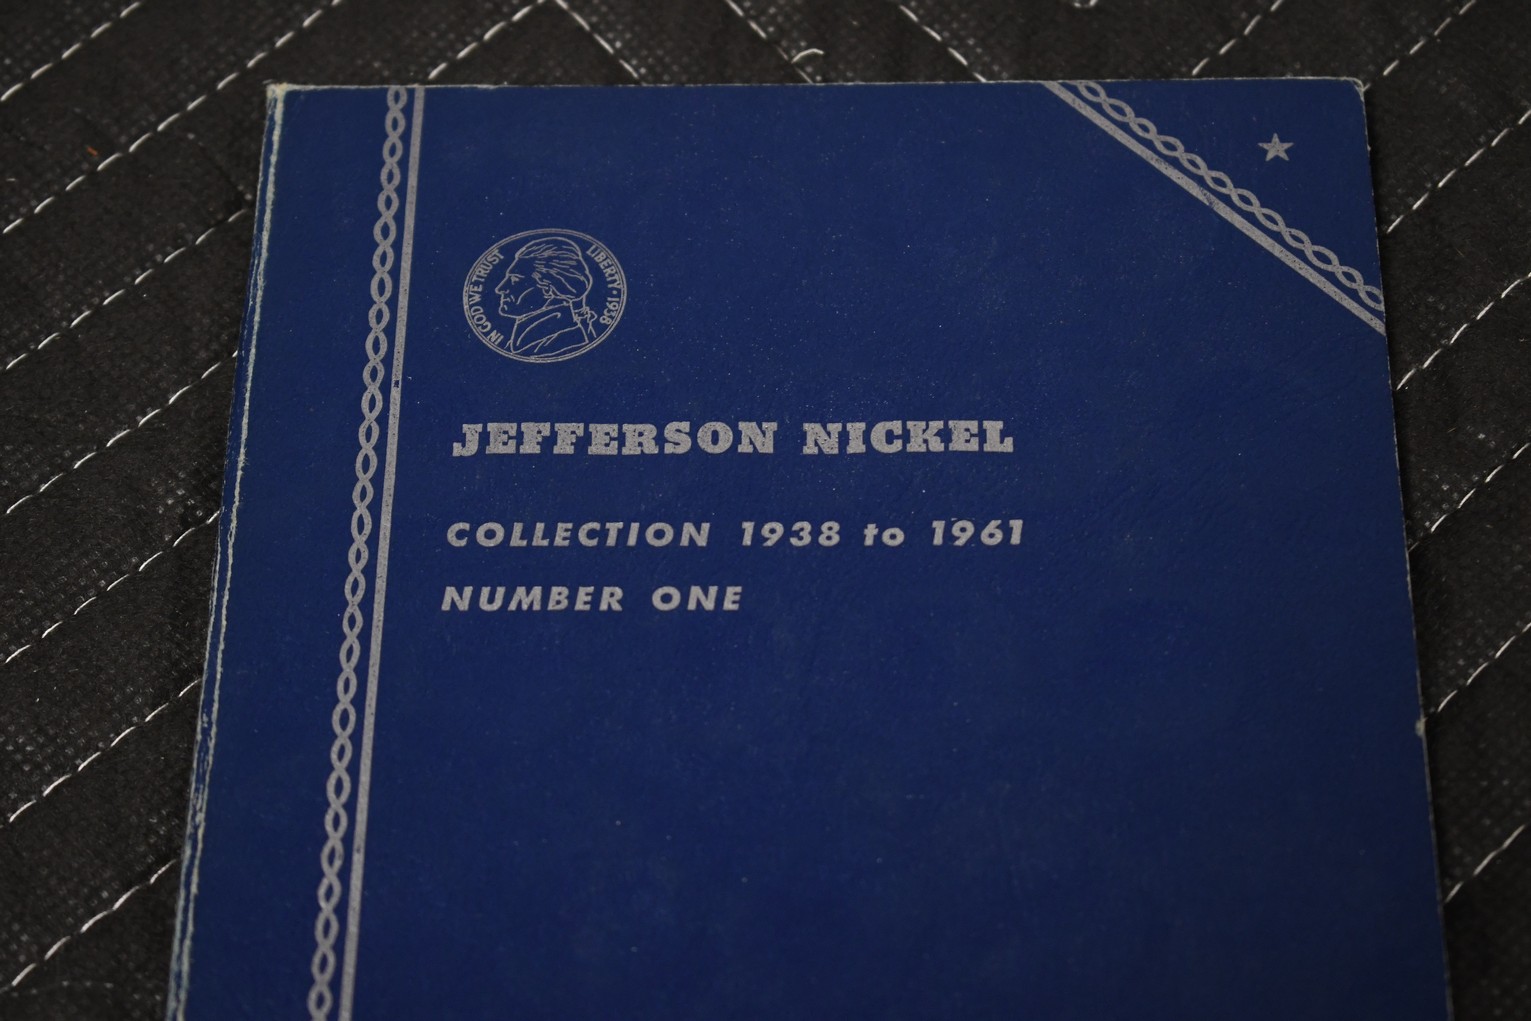 IN GOD WE TRUST
LIBERTY · 1938
JEFFERSON NICKEL
COLLECTION 1938 to 1961
NUMBER ONE